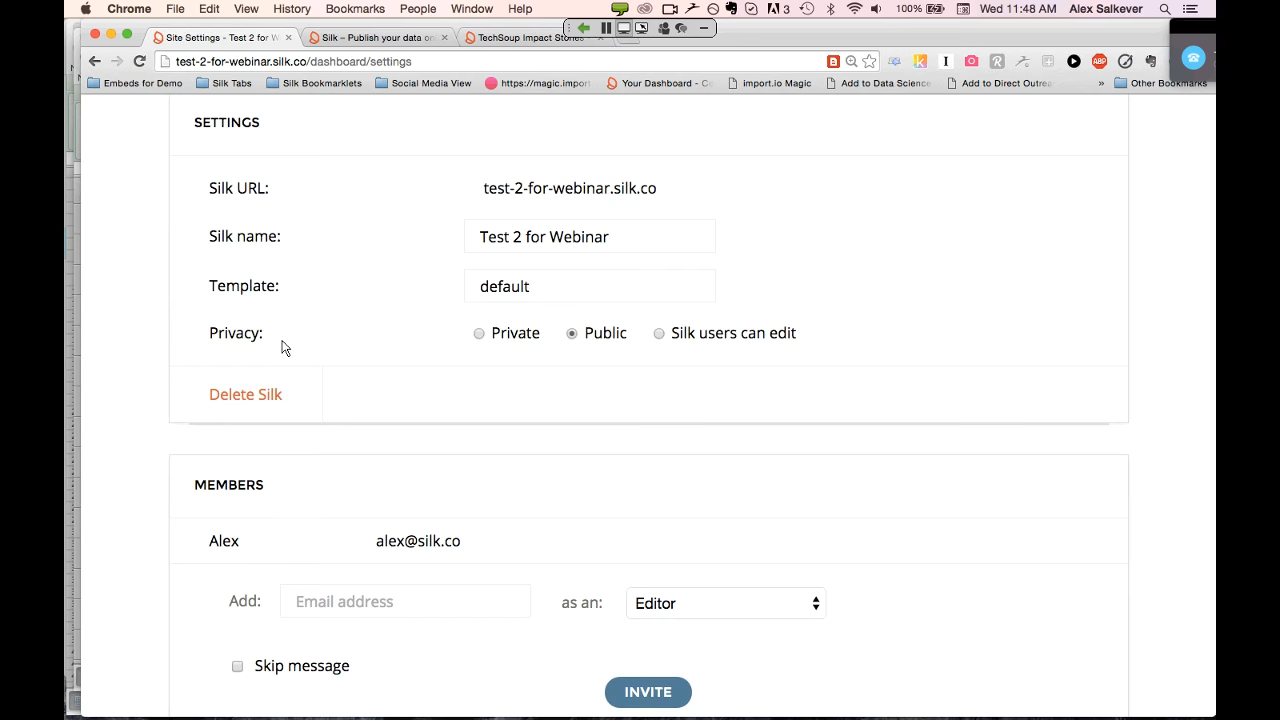 Chrome File Edit View History Bookmarks People Window Help 3 100% Wed 11:48 AM Alex Salkever
Site Settings - Test 2 for W Silk – Publish your data on TechSoup Impact Stories
test-2-for-webinar.silk.co/dashboard/settings
Embeds for Demo Silk Tabs Silk Bookmarklets Social Media View https://magic.import Your Dashboard - Co import.io Magic Add to Data Science Add to Direct Outrea » Other Bookmarks
SETTINGS
Silk URL: test-2-for-webinar.silk.co
Silk name: Test 2 for Webinar
Template: default
Privacy: Private Public Silk users can edit
Delete Silk
MEMBERS
Alex alex@silk.co
Add: Email address as an: Editor
Skip message
INVITE